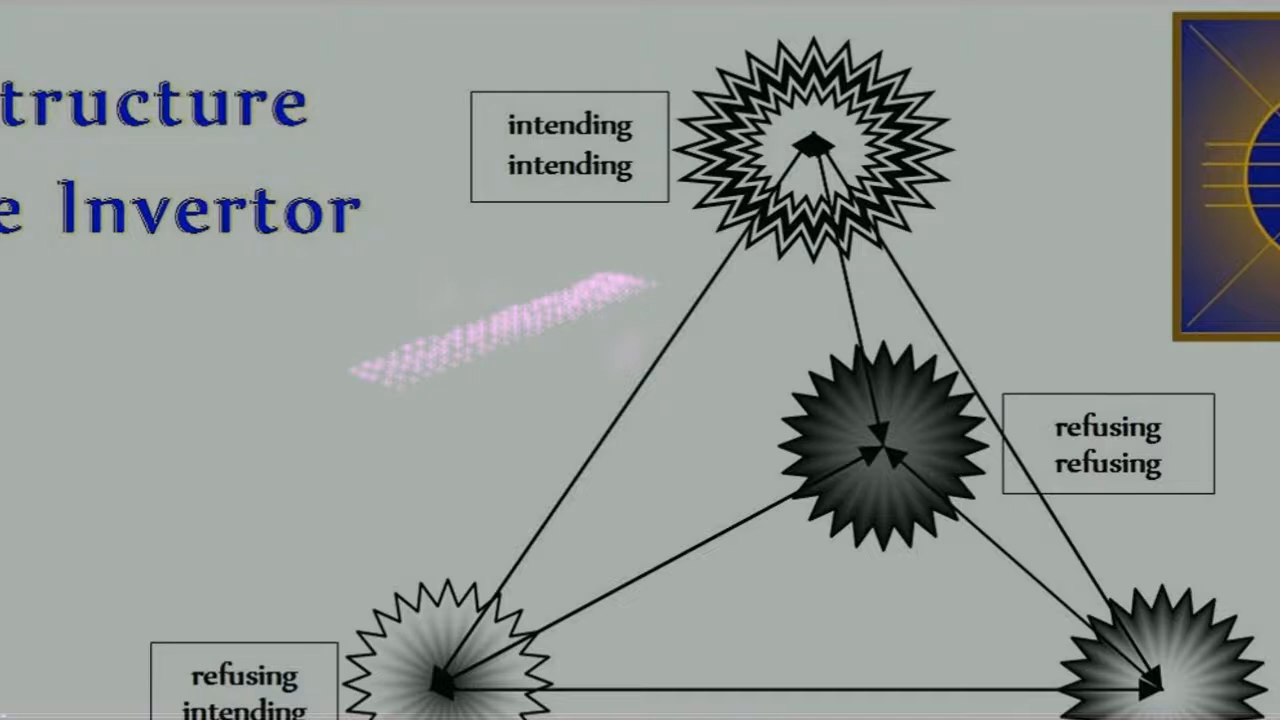 tructure
e Invertor
intending
intending
refusing
refusing
refusing
intending